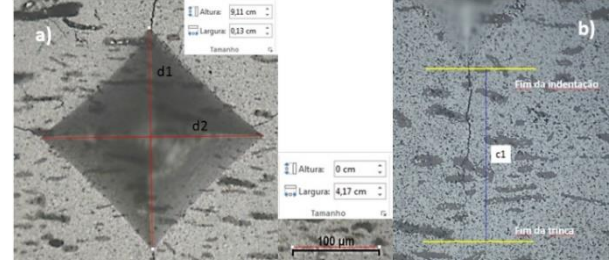 a)
Altura: 9,11 cm
Largura: 0,13 cm
Tamanho
d1
d2
Altura: 0 cm
Largura: 4,17 cm
Tamanho
100 µm
b)
Fim da indentação
c1
Fim da trinca